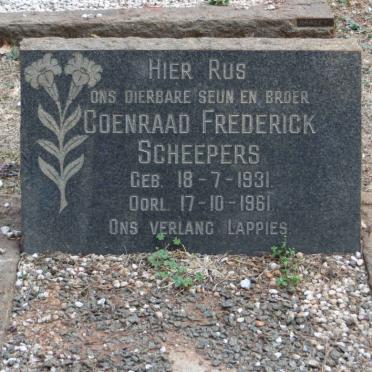 Hier Rus
ons dierbare seun en broer
Coenraad Frederick
Scheepers
Geb. 18-7-1931.
Oorl. 17-10-1961.
Ons verlang Lappies.